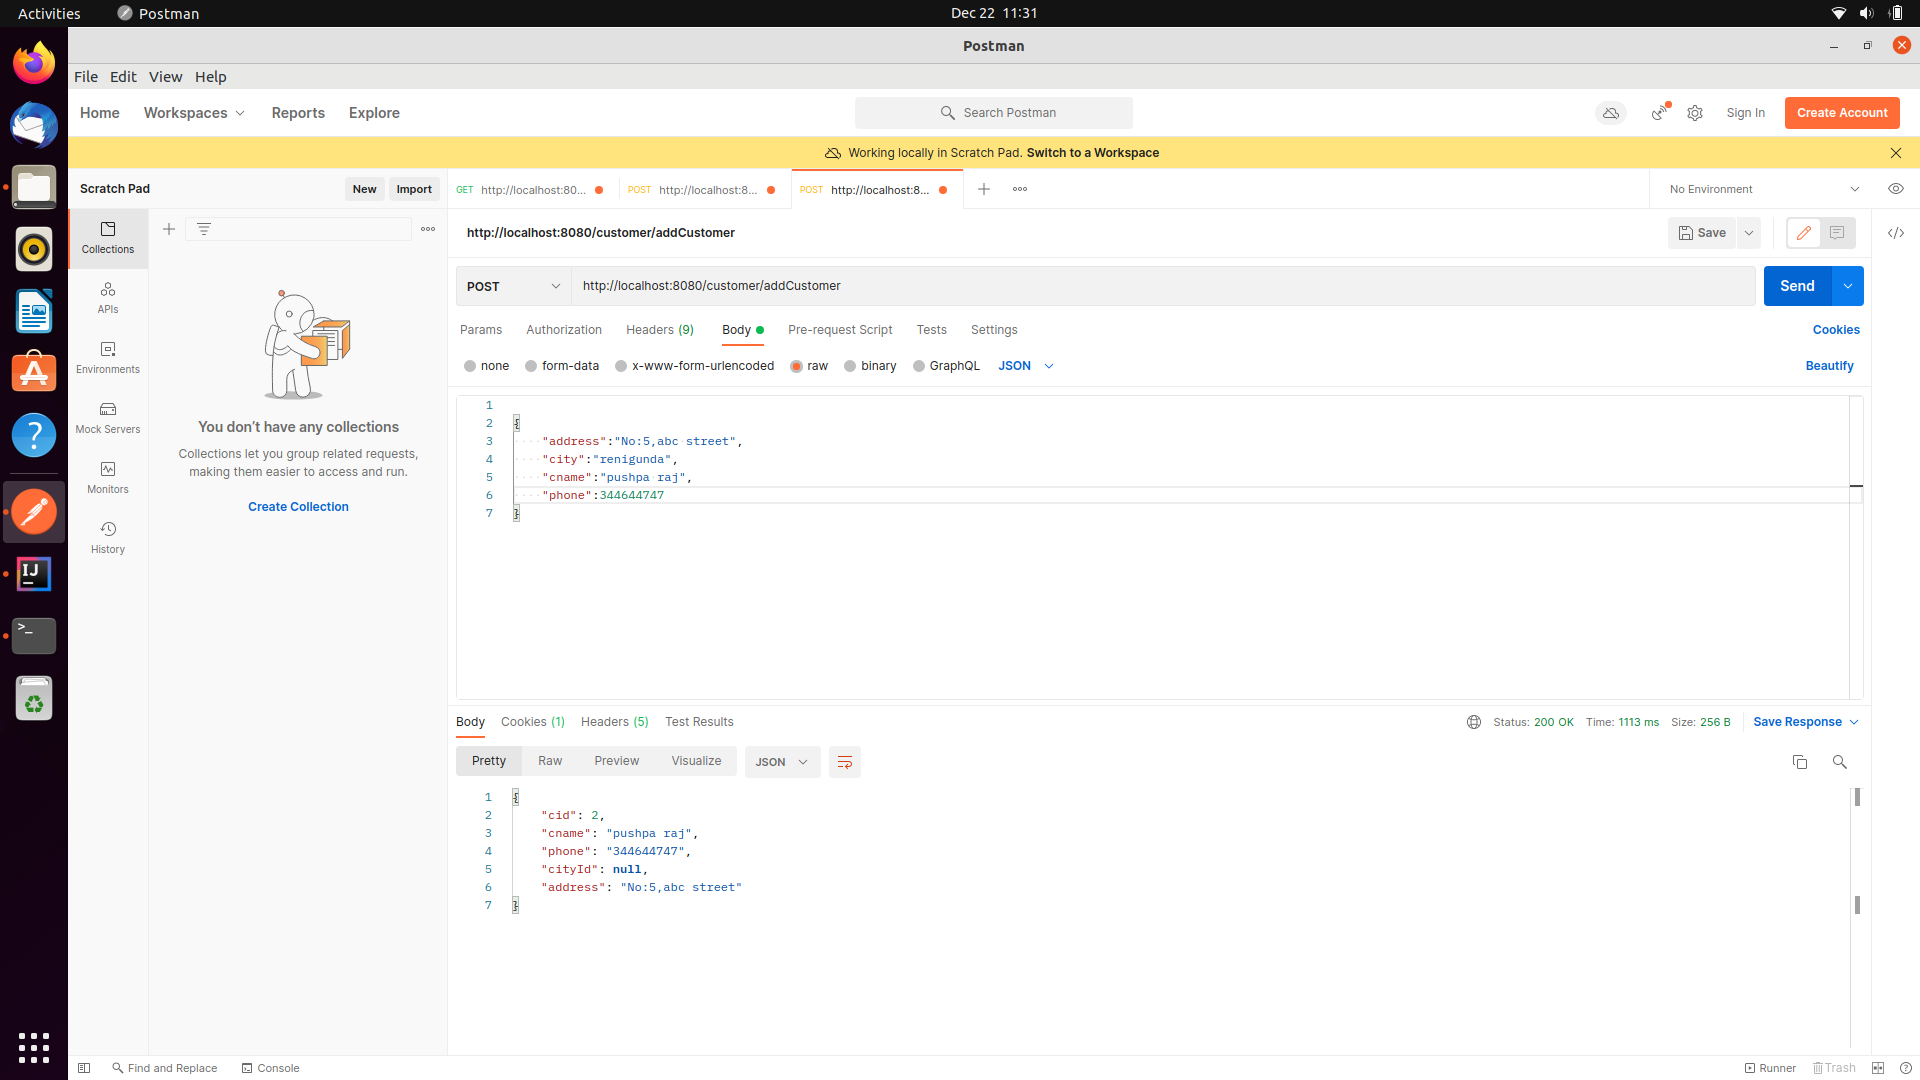 Activities
Postman
Dec 22 11:31
Postman
File Edit View Help
Home Workspaces Reports Explore
Search Postman
Sign In
Create Account
Working locally in Scratch Pad. Switch to a Workspace
Scratch Pad
New
Import
GET http://localhost:80...
POST http://localhost:8...
POST http://localhost:8...
No Environment
Collections
APIs
Environments
Mock Servers
Monitors
History
You don't have any collections
Collections let you group related requests,
making them easier to access and run.
Create Collection
http://localhost:8080/customer/addCustomer
Save
POST
http://localhost:8080/customer/addCustomer
Send
Params Authorization Headers (9) Body Pre-request Script Tests Settings
Cookies
none form-data x-www-form-urlencoded raw binary GraphQL JSON
Beautify
1
2 {
3 "address":"No:5,abc street",
4 "city":"renigunda",
5 "cname":"pushpa raj",
6 "phone":344644747
7 }
Body Cookies (1) Headers (5) Test Results
Status: 200 OK Time: 1113 ms Size: 256 B
Save Response
Pretty Raw Preview Visualize JSON
1 {
2 "cid": 2,
3 "cname": "pushpa raj",
4 "phone": "344644747",
5 "cityId": null,
6 "address": "No:5,abc street"
7 }
Find and Replace
Console
Runner
Trash